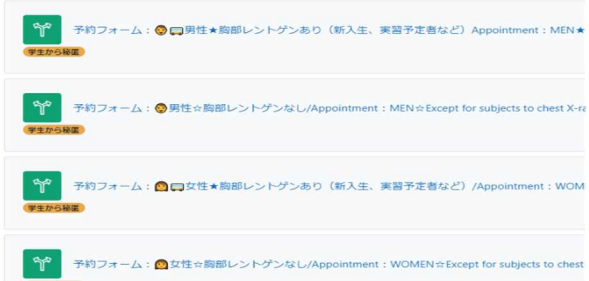 予約フォーム：👨🚌男性★胸部レントゲンあり（新入生、実習予定者など）Appointment：MEN★
学生から秘匿
予約フォーム：👨男性☆胸部レントゲンなし/Appointment：MEN☆Except for subjects to chest X-ra
学生から秘匿
予約フォーム：👩🚌女性★胸部レントゲンあり（新入生、実習予定者など）/Appointment：WOM
学生から秘匿
予約フォーム：👩女性☆胸部レントゲンなし/Appointment：WOMEN☆Except for subjects to chest